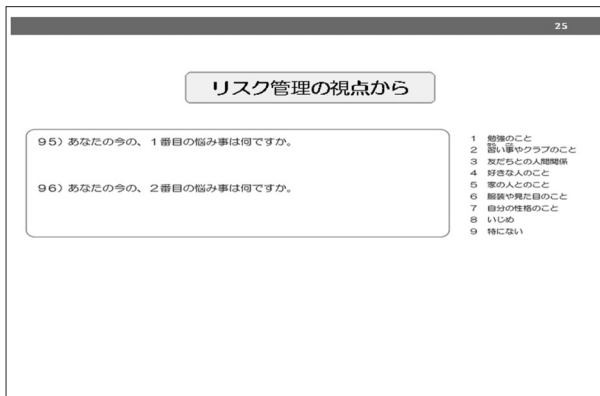 25
リスク管理の視点から
95）あなたの今の、1番目の悩み事は何ですか。
96）あなたの今の、2番目の悩み事は何ですか。
1 勉強のこと
2 習い事やクラブのこと
3 友だちとの人間関係
4 好きな人のこと
5 家の人とのこと
6 服装や見た目のこと
7 自分の性格のこと
8 いじめ
9 特にない